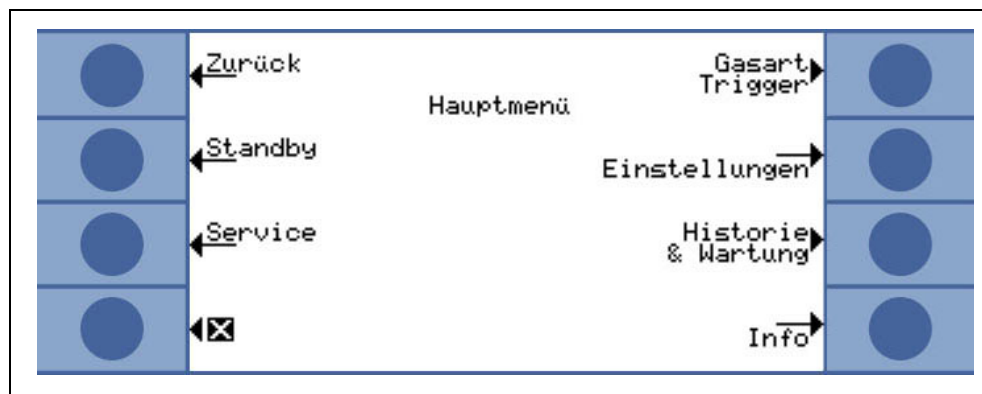 Zurück
Gasart
Trigger
Hauptmenü
Standby
Einstellungen
Service
Historie
& Wartung
Info